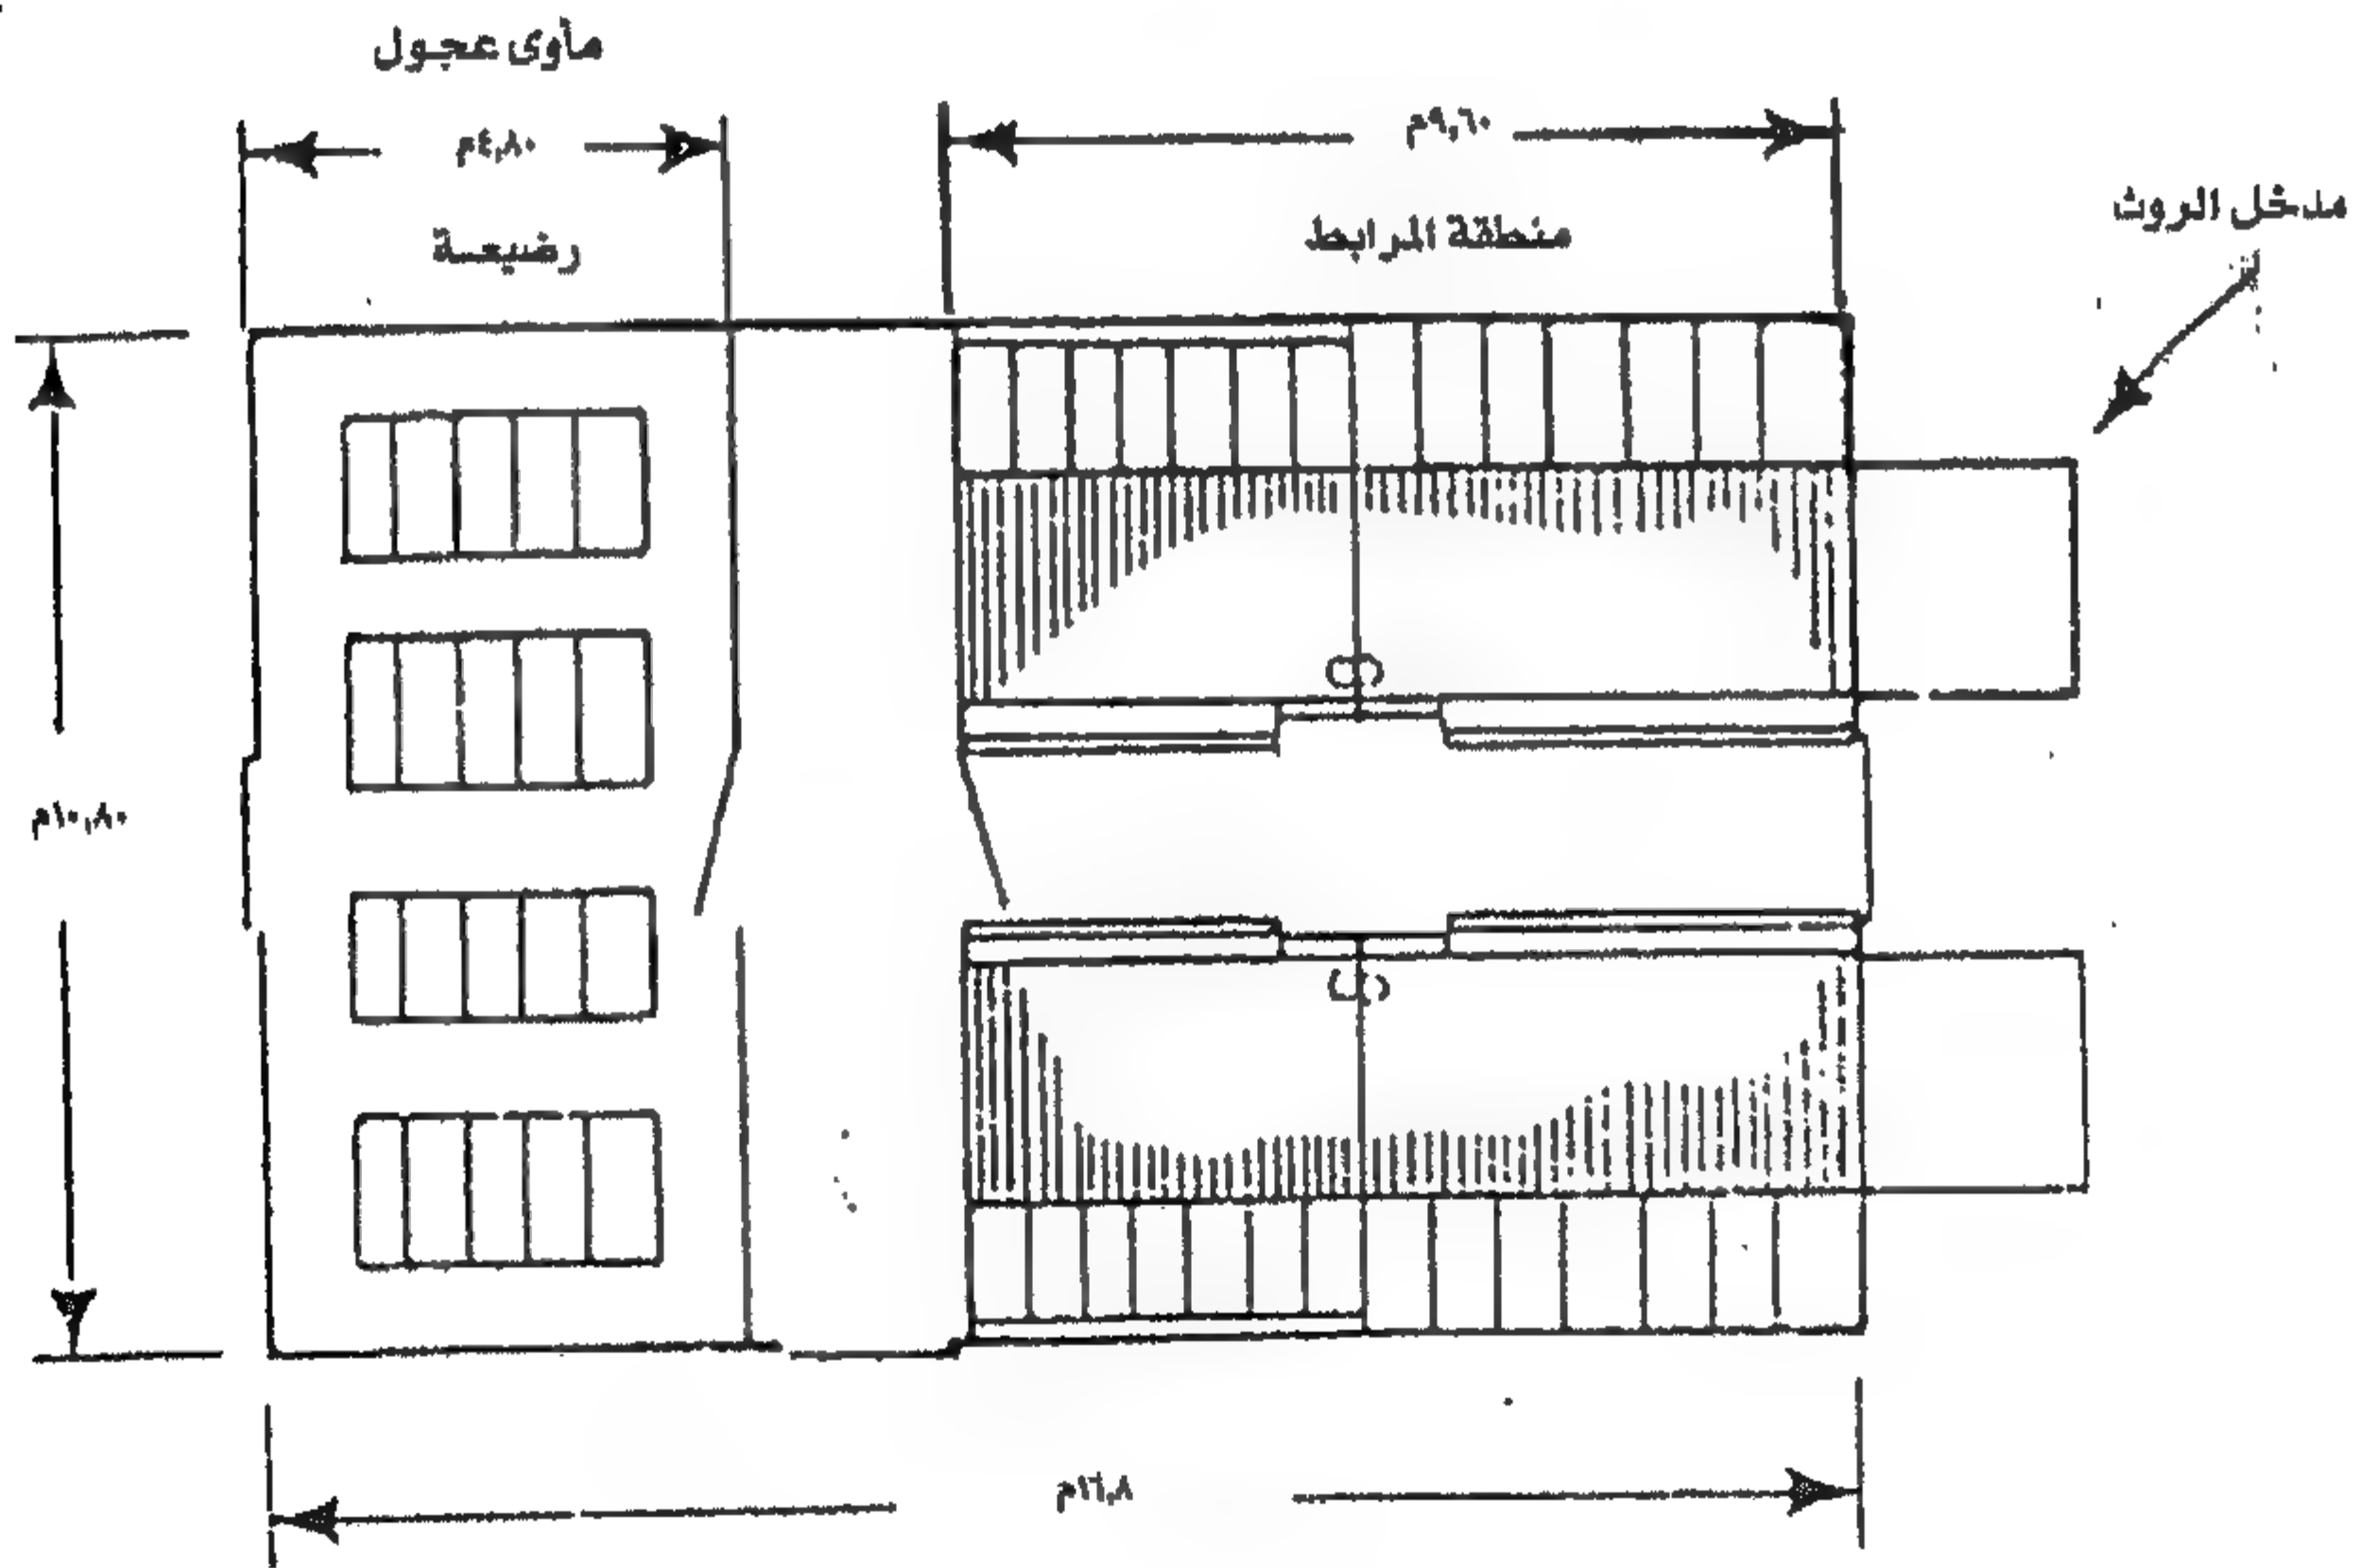 مأوى عجول
٤,٨٠م
رضيعة
٩,٦٠م
منطقة المرابط
مدخل الروث
١٠,٨٠م
١٦,٨م